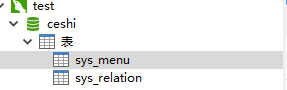 test
ceshi
表
sys_menu
sys_relation